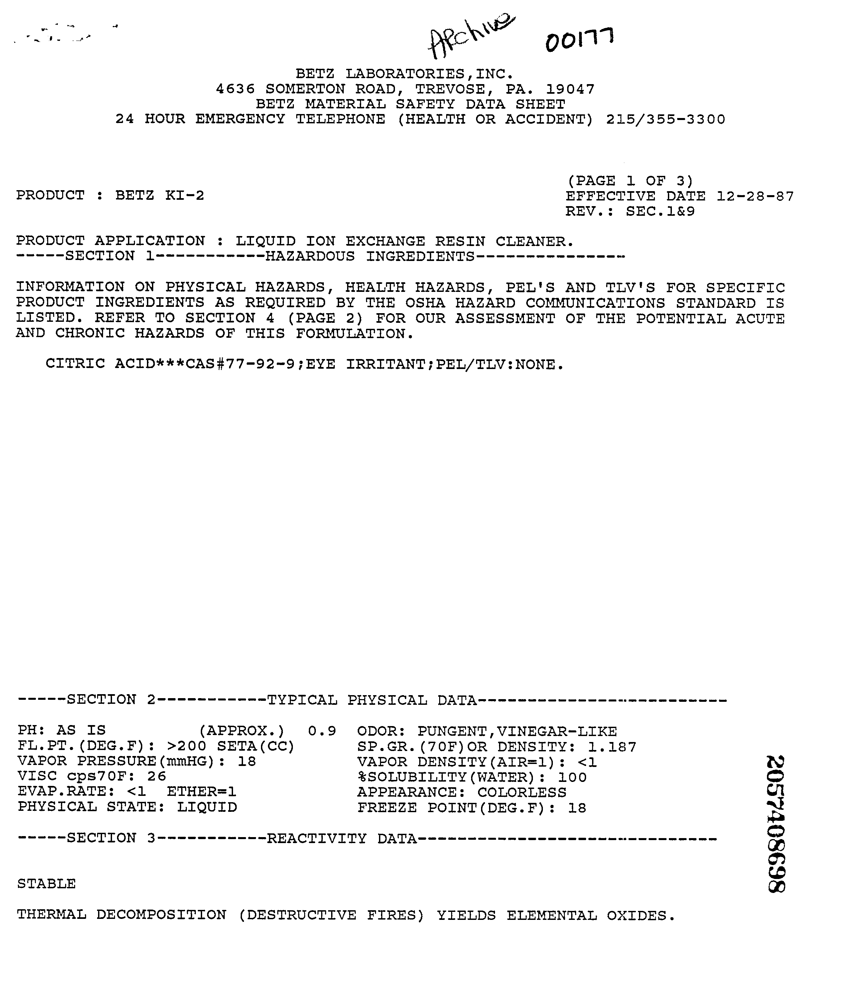 Archive 00177
BETZ LABORATORIES,INC.
4636 SOMERTON ROAD, TREVOSE, PA. 19047
BETZ MATERIAL SAFETY DATA SHEET
24 HOUR EMERGENCY TELEPHONE (HEALTH OR ACCIDENT) 215/355-3300
(PAGE 1 OF 3)
PRODUCT : BETZ KI-2 EFFECTIVE DATE 12-28-87
REV.: SEC.1&9
PRODUCT APPLICATION : LIQUID ION EXCHANGE RESIN CLEANER.
-----SECTION 1-----------HAZARDOUS INGREDIENTS---------------
INFORMATION ON PHYSICAL HAZARDS, HEALTH HAZARDS, PEL'S AND TLV'S FOR SPECIFIC
PRODUCT INGREDIENTS AS REQUIRED BY THE OSHA HAZARD COMMUNICATIONS STANDARD IS
LISTED. REFER TO SECTION 4 (PAGE 2) FOR OUR ASSESSMENT OF THE POTENTIAL ACUTE
AND CHRONIC HAZARDS OF THIS FORMULATION.
CITRIC ACID***CAS#77-92-9;EYE IRRITANT;PEL/TLV:NONE.
-----SECTION 2-----------TYPICAL PHYSICAL DATA-------------------------
PH: AS IS (APPROX.) 0.9 ODOR: PUNGENT,VINEGAR-LIKE
FL.PT.(DEG.F): >200 SETA(CC) SP.GR.(70F)OR DENSITY: 1.187
VAPOR PRESSURE(mmHG): 18 VAPOR DENSITY(AIR=1): <1
VISC cps70F: 26 %SOLUBILITY(WATER): 100
EVAP.RATE: <1 ETHER=1 APPEARANCE: COLORLESS
PHYSICAL STATE: LIQUID FREEZE POINT(DEG.F): 18
-----SECTION 3-----------REACTIVITY DATA------------------------------
STABLE
THERMAL DECOMPOSITION (DESTRUCTIVE FIRES) YIELDS ELEMENTAL OXIDES.
2057408698